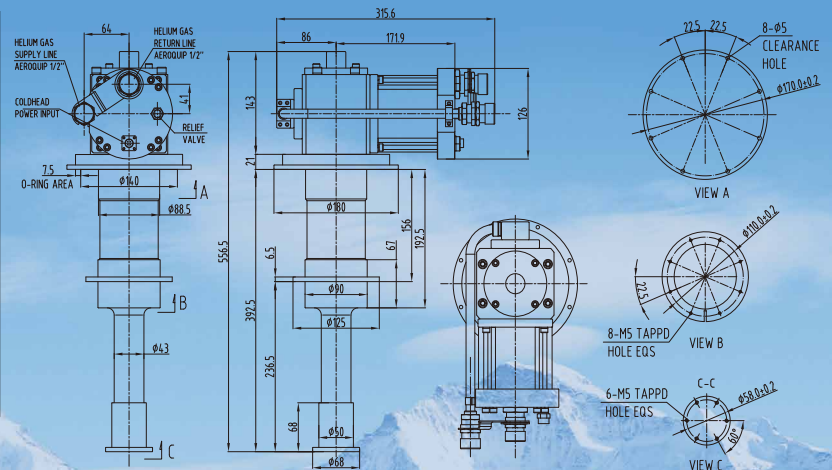 64
HELIUM GAS
SUPPLY LINE
AEROQUIP 1/2"
HELIUM GAS
RETURN LINE
AEROQUIP 1/2"
COLDHEAD
POWER INPUT
41
RELIEF
VALVE
7.5
O-RING AREA
ϕ140
A
ϕ88.5
B
ϕ43
C
315.6
86
171.9
143
126
21
ϕ180
156
192.5
67
556.5
392.5
6.5
ϕ90
ϕ125
236.5
68
ϕ50
ϕ68
22.5
22.5
8-ϕ5
CLEARANCE
HOLE
ϕ170.0±0.2
VIEW A
ϕ110.0±0.2
22.5
8-M5 TAPPD
HOLE EQS
VIEW B
C-C
6-M5 TAPPD
HOLE EQS
ϕ58.0±0.2
60°
VIEW C